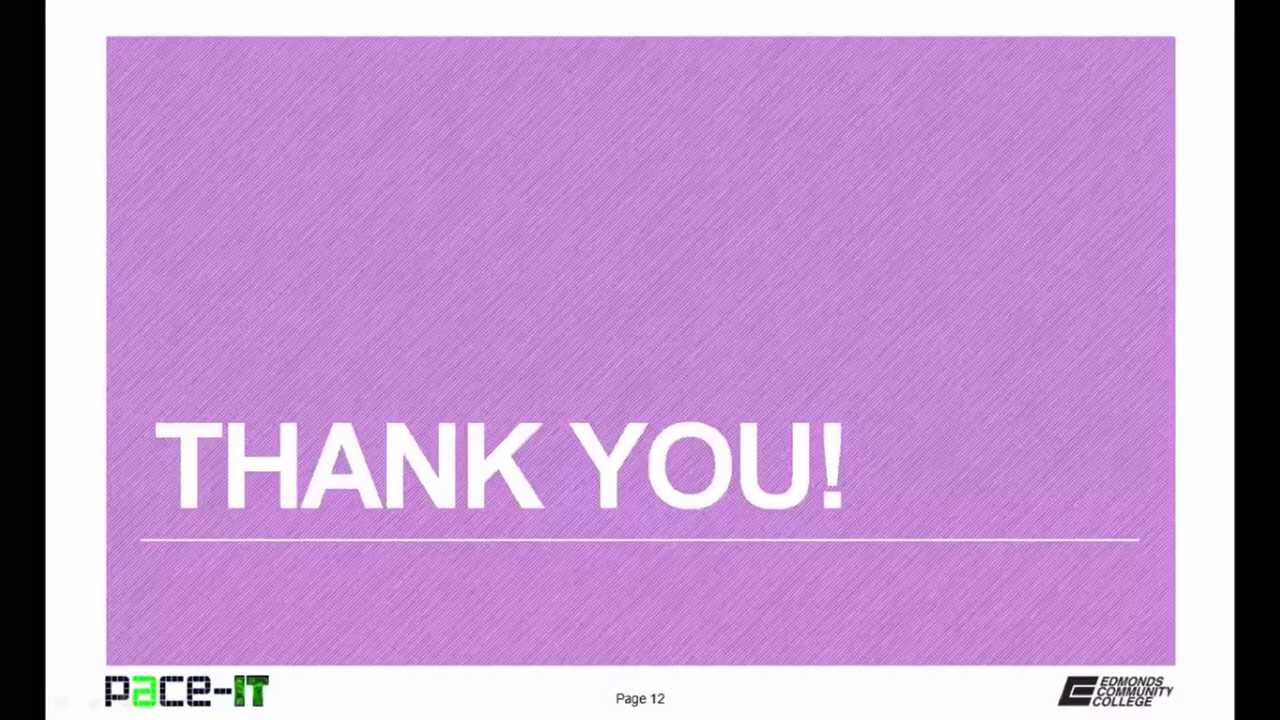 THANK YOU!
pace-IT
Page 12
EDMONDS
COMMUNITY
COLLEGE